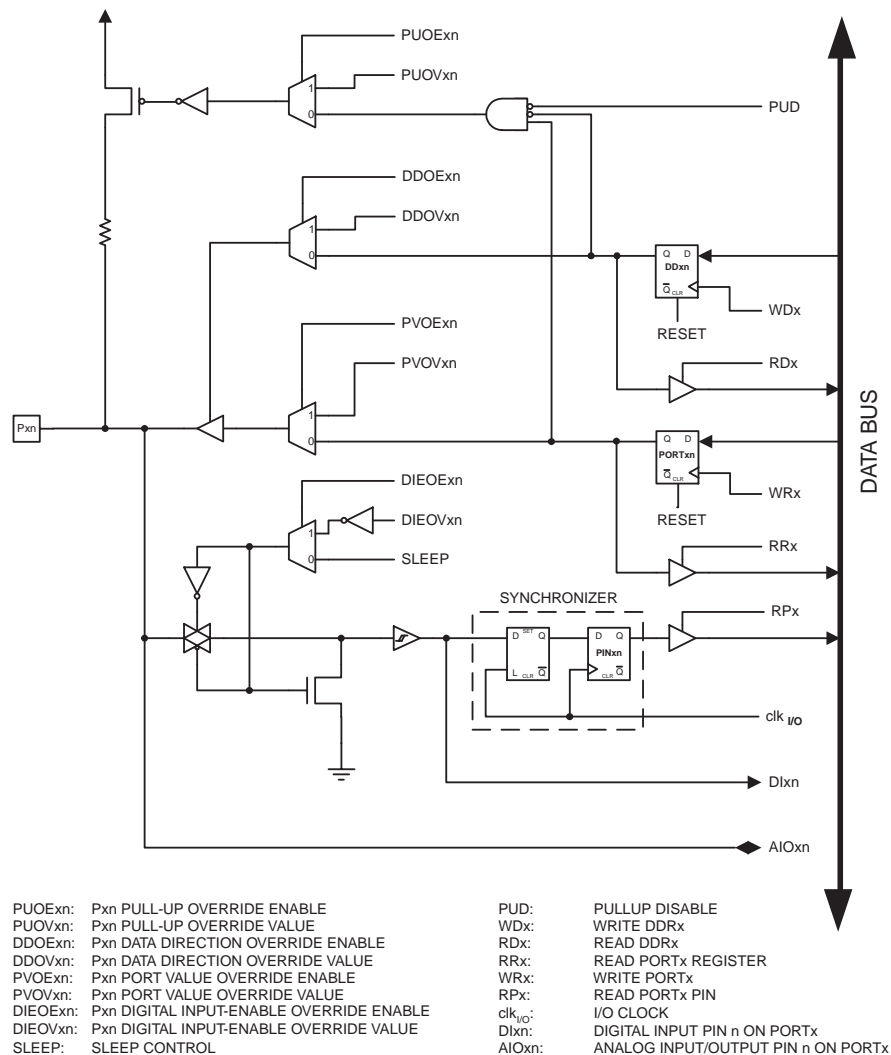 PUOExn
PUOVxn
1
0
PUD
DDOExn
DDOVxn
1
0
Q D
DDxn
Q CLR
WDx
RESET
RDx
PVOExn
PVOVxn
1
0
Pxn
Q D
PORTxn
Q CLR
WRx
RESET
DATA BUS
DIEOExn
DIEOVxn
1
0
SLEEP
RRx
SYNCHRONIZER
RPx
D SET Q
L CLR Q
D Q
PINxn
CLR Q
clk I/O
DIxn
AIOxn
PUOExn: Pxn PULL-UP OVERRIDE ENABLE
PUOVxn: Pxn PULL-UP OVERRIDE VALUE
DDOExn: Pxn DATA DIRECTION OVERRIDE ENABLE
DDOVxn: Pxn DATA DIRECTION OVERRIDE VALUE
PVOExn: Pxn PORT VALUE OVERRIDE ENABLE
PVOVxn: Pxn PORT VALUE OVERRIDE VALUE
DIEOExn: Pxn DIGITAL INPUT-ENABLE OVERRIDE ENABLE
DIEOVxn: Pxn DIGITAL INPUT-ENABLE OVERRIDE VALUE
SLEEP: SLEEP CONTROL
PUD: PULLUP DISABLE
WDx: WRITE DDRx
RDx: READ DDRx
RRx: READ PORTx REGISTER
WRx: WRITE PORTx
RPx: READ PORTx PIN
clkI/O: I/O CLOCK
DIxn: DIGITAL INPUT PIN n ON PORTx
AIOxn: ANALOG INPUT/OUTPUT PIN n ON PORTx